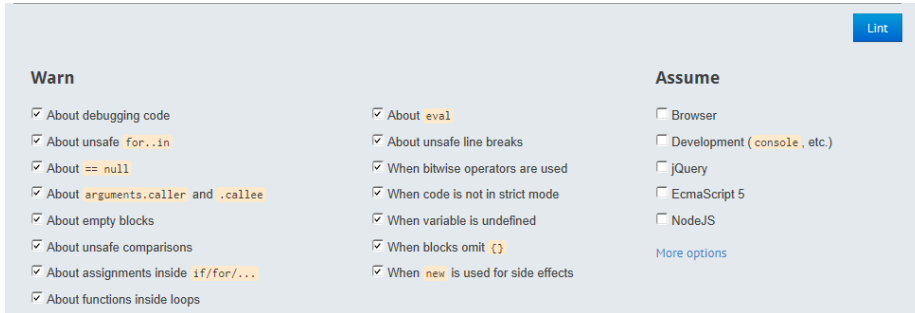 Lint
Warn
About debugging code
About unsafe for..in
About == null
About arguments.caller and .callee
About empty blocks
About unsafe comparisons
About assignments inside if/for/...
About functions inside loops
About eval
About unsafe line breaks
When bitwise operators are used
When code is not in strict mode
When variable is undefined
When blocks omit {}
When new is used for side effects
Assume
Browser
Development (console, etc.)
jQuery
EcmaScript 5
NodeJS
More options